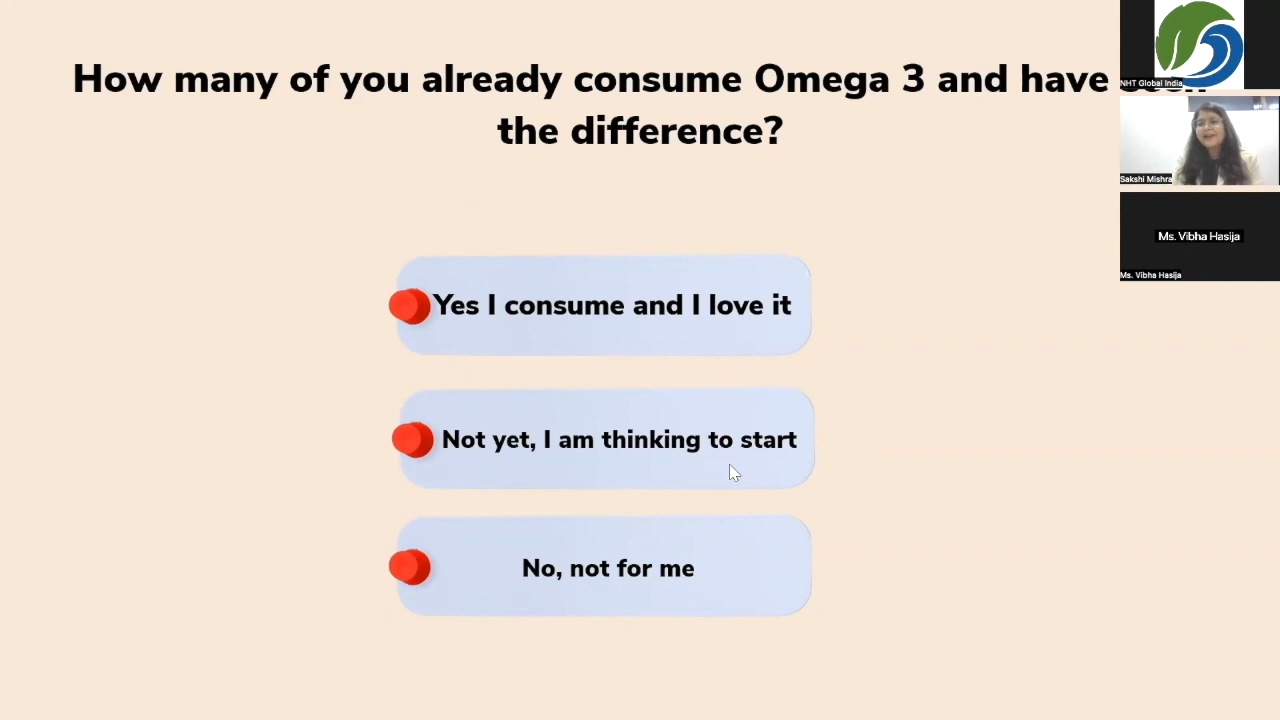 How many of you already consume Omega 3 and have
the difference?
Yes I consume and I love it
Not yet, I am thinking to start
No, not for me
NHT Global India
Sakshi Mishra
Ms. Vibha Hasija
Ms. Vibha Hasija